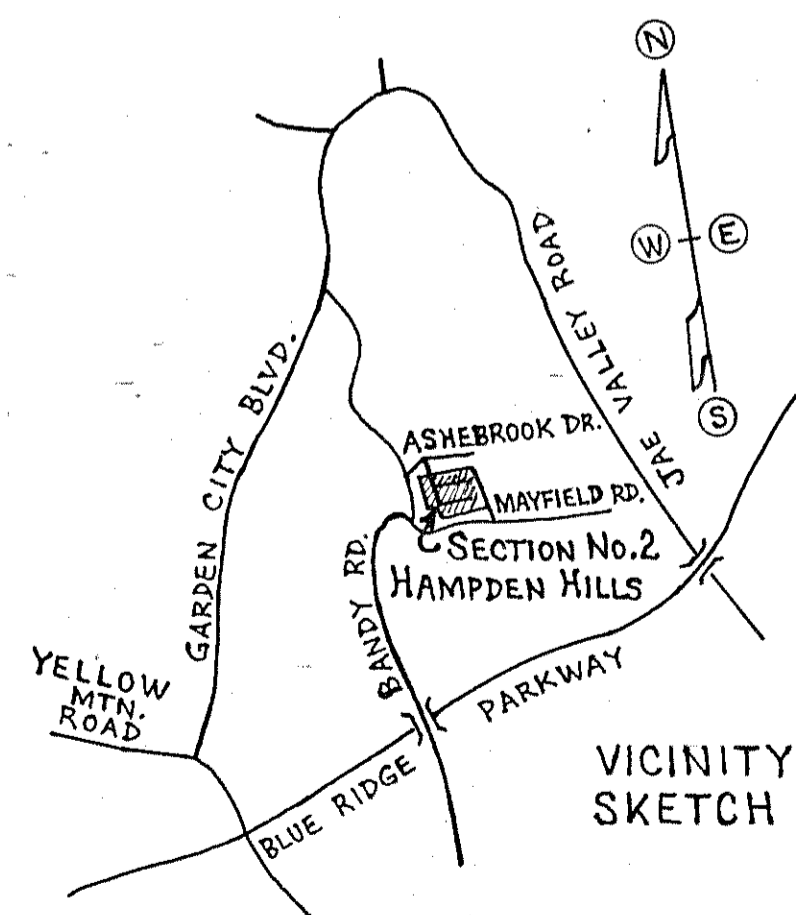 N
W
E
S
JAE VALLEY ROAD
GARDEN CITY BLVD.
ASHEBROOK DR.
MAYFIELD RD.
SECTION No.2
HAMPDEN HILLS
BANDY RD.
YELLOW
MTN.
ROAD
BLUE RIDGE
PARKWAY
VICINITY
SKETCH